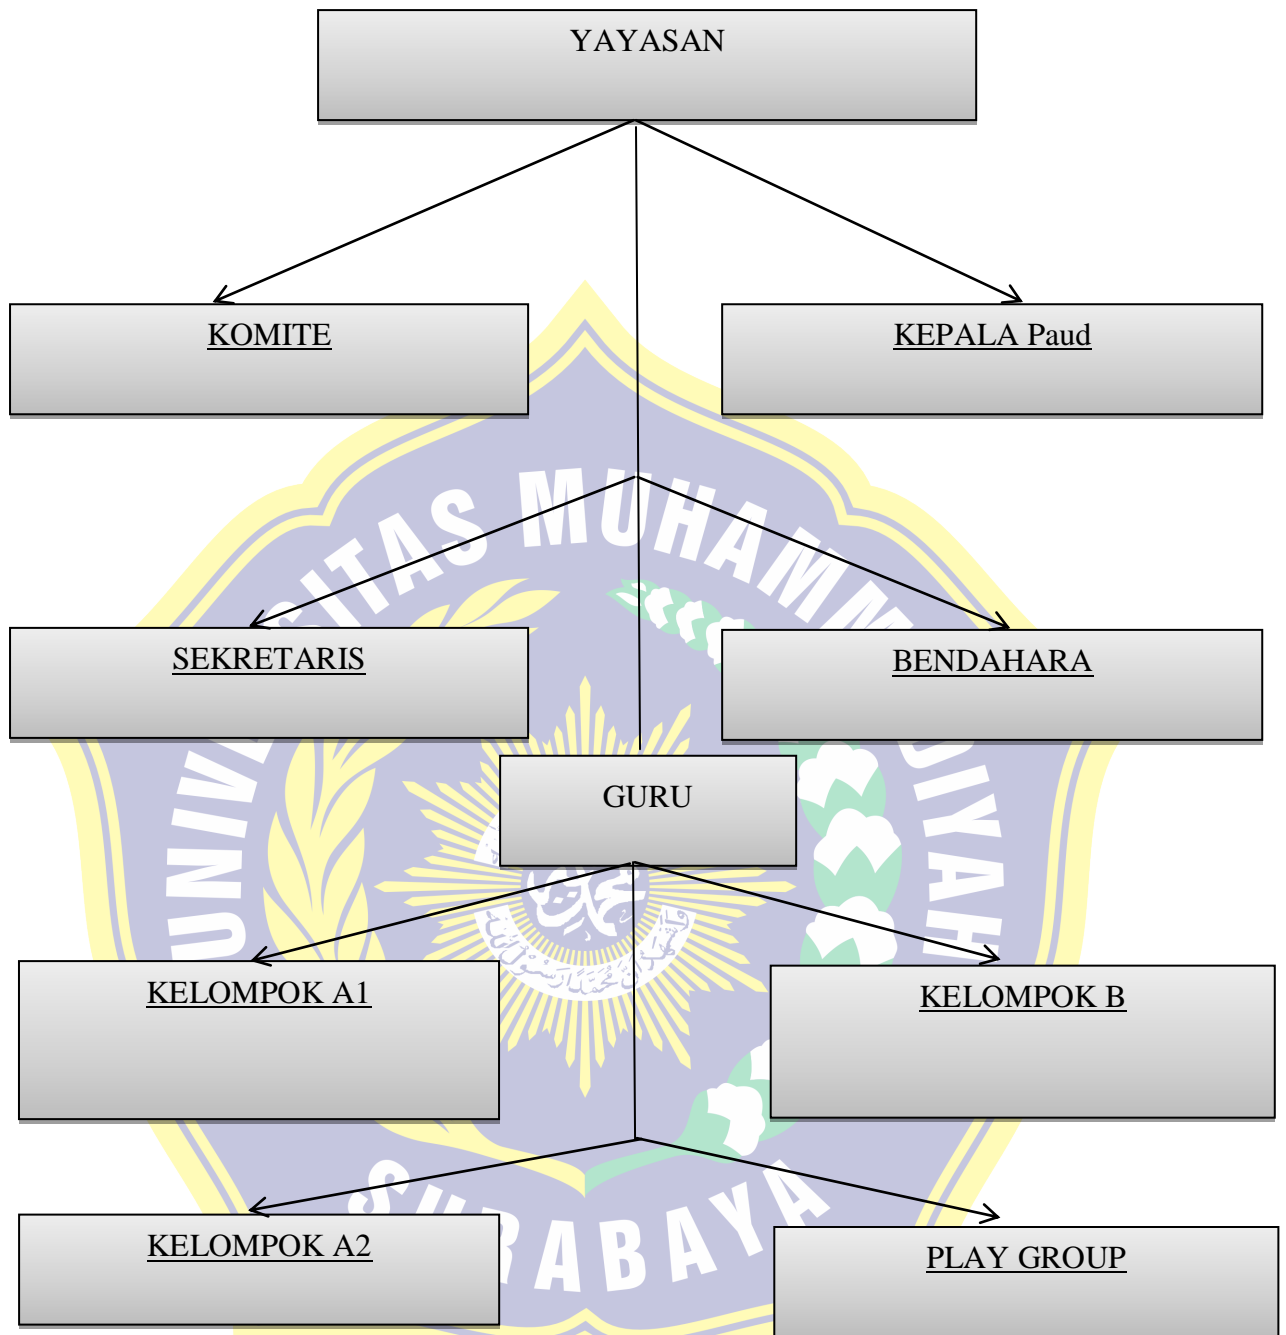 YAYASAN
KOMITE
KEPALA Paud
UNIVERSITAS MUHAMMADIYAH
SEKRETARIS
BENDAHARA
GURU
KELOMPOK A1
KELOMPOK B
SURABAYA
KELOMPOK A2
PLAY GROUP